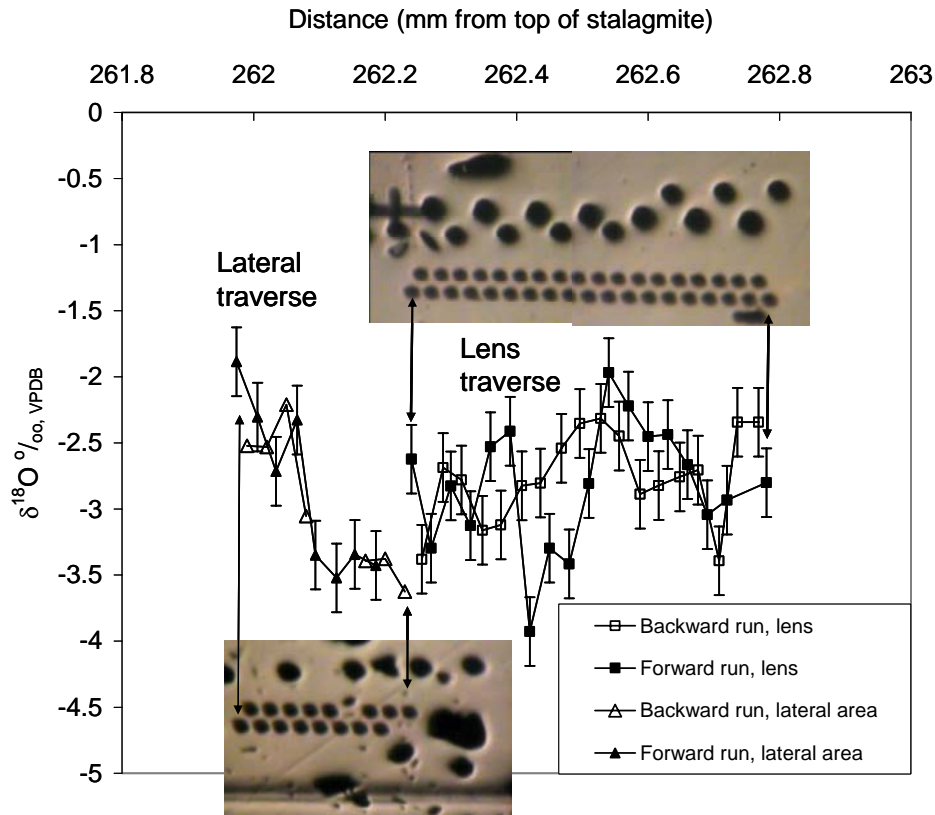 Distance (mm from top of stalagmite)
261.8 262 262.2 262.4 262.6 262.8 263
0
-0.5
-1
-1.5
-2
-2.5
-3
-3.5
-4
-4.5
-5
δ18O o/oo, VPDB
Lateral
traverse
Lens
traverse
Backward run, lens
Forward run, lens
Backward run, lateral area
Forward run, lateral area